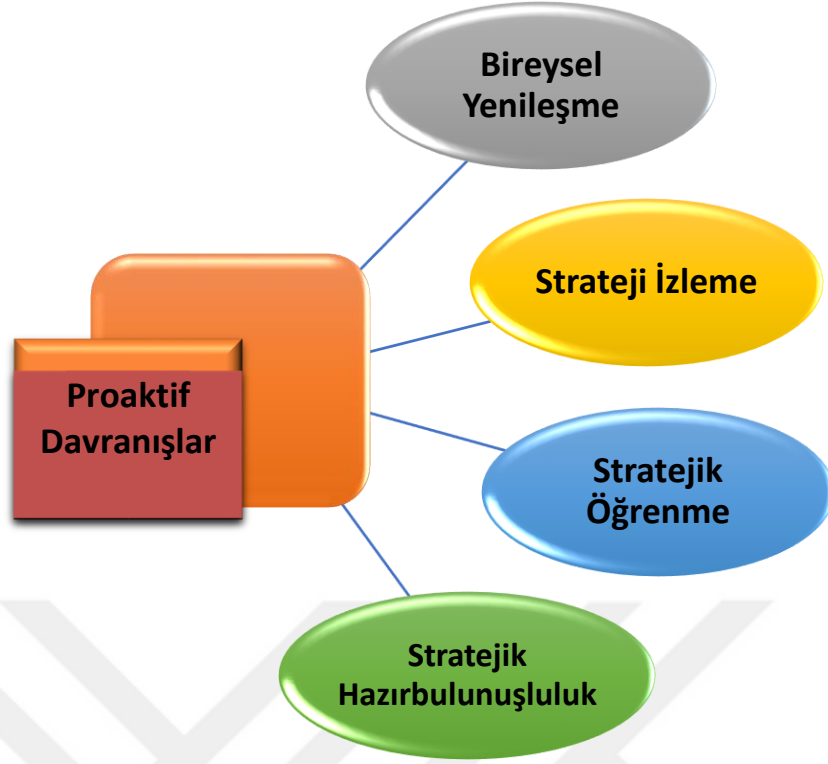 Bireysel
Yenileşme
Strateji İzleme
Proaktif
Davranışlar
Stratejik
Öğrenme
Stratejik
Hazırbulunuşluluk